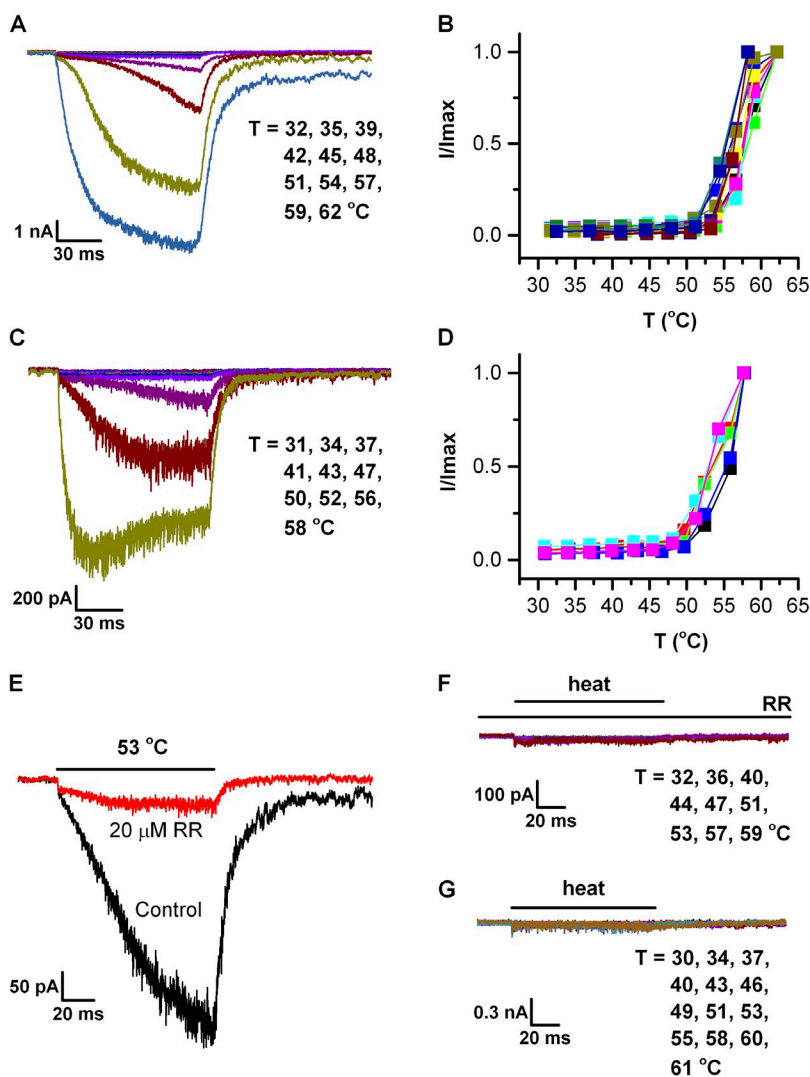 A
T = 32, 35, 39,
42, 45, 48,
51, 54, 57,
59, 62 °C
1 nA
30 ms
B
I/Imax
1.0
0.5
0.0
30 35 40 45 50 55 60 65
T (°C)
C
T = 31, 34, 37,
41, 43, 47,
50, 52, 56,
58 °C
200 pA
30 ms
D
I/Imax
1.0
0.5
0.0
30 35 40 45 50 55 60 65
T (°C)
E
53 °C
20 μM RR
Control
50 pA
20 ms
F
heat
RR
100 pA
20 ms
T = 32, 36, 40,
44, 47, 51,
53, 57, 59 °C
G
heat
0.3 nA
20 ms
T = 30, 34, 37,
40, 43, 46,
49, 51, 53,
55, 58, 60,
61 °C